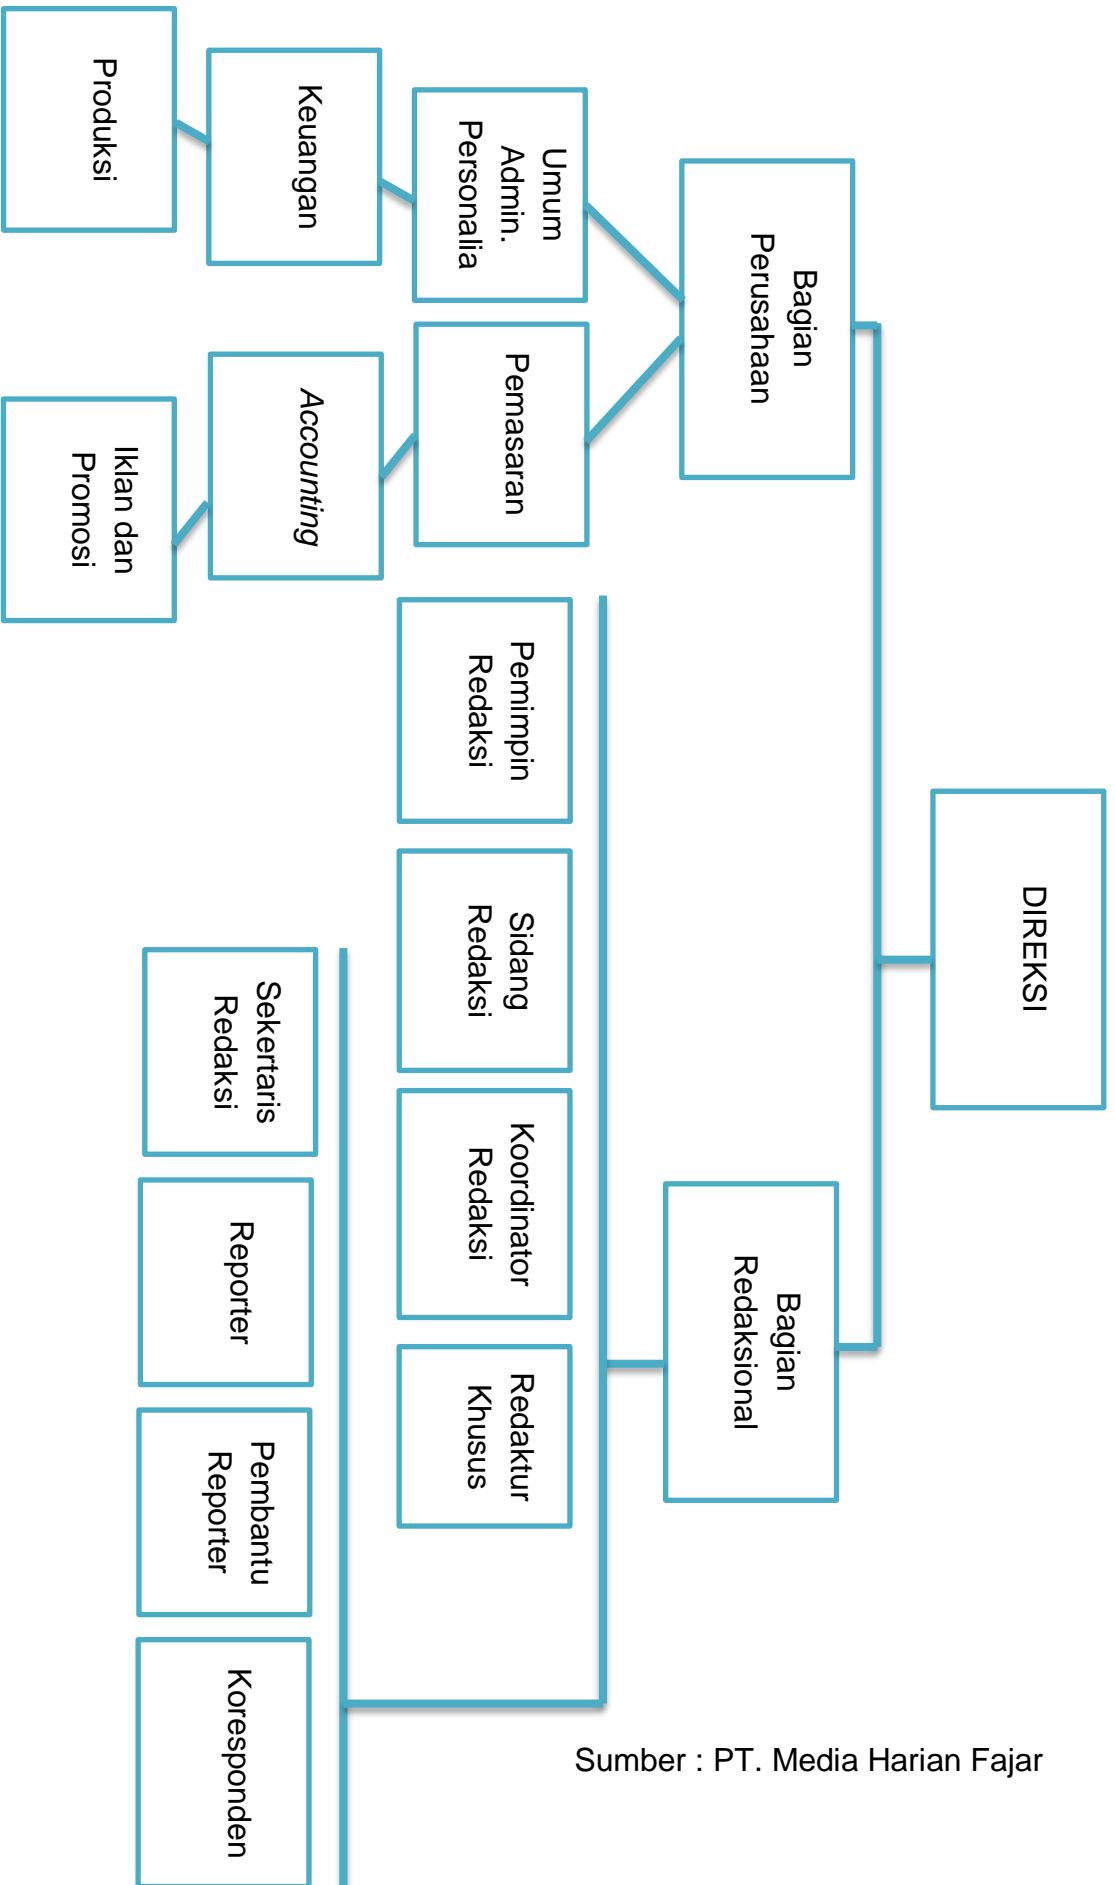 DIREKSI
Bagian
Perusahaan
Bagian
Redaksional
Umum
Admin.
Personalia
Pemasaran
Pemimpin
Redaksi
Sidang
Redaksi
Koordinator
Redaksi
Redaktur
Khusus
Keuangan
Accounting
Sekertaris
Redaksi
Reporter
Pembantu
Reporter
Koresponden
Produksi
Iklan dan
Promosi
Sumber : PT. Media Harian Fajar